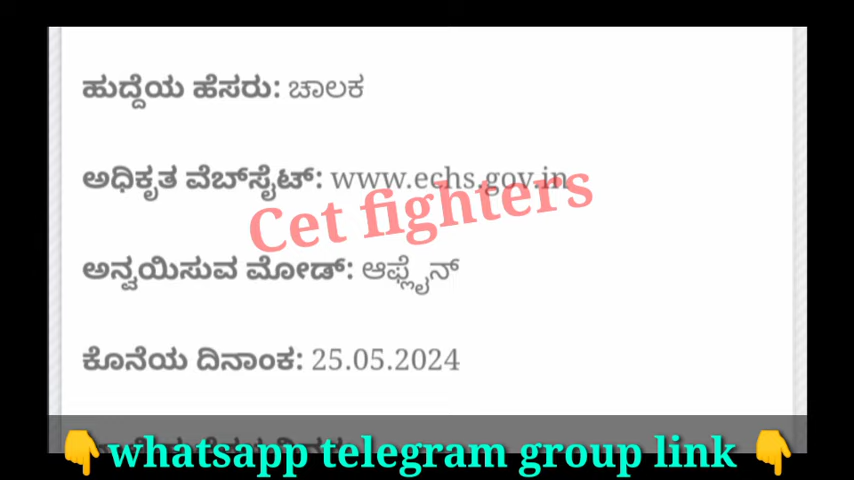 ಹುದ್ದೆಯ ಹೆಸರು: ಚಾಲಕ
ಅಧಿಕೃತ ವೆಬ್‌ಸೈಟ್: www.echs.gov.in
Cet fighters
ಅನ್ವಯಿಸುವ ಮೋಡ್: ಆಫ್ಲೈನ್
ಕೊನೆಯ ದಿನಾಂಕ: 25.05.2024
👇whatsapp telegram group link 👇